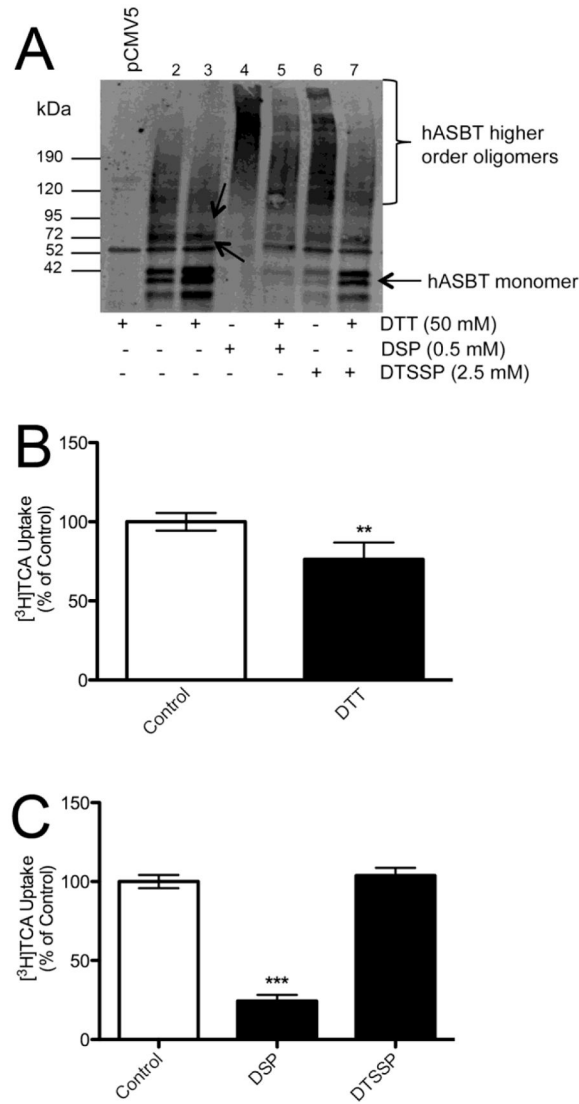 A
pCMV5 2 3 4 5 6 7
kDa
190
120
95
72
52
42
hASBT higher
order oligomers
hASBT monomer
+ - + - + - + DTT (50 mM)
- - - + + - - DSP (0.5 mM)
- - - - - + + DTSSP (2.5 mM)
B
[³H]TCA Uptake
(% of Control)
150
100
50
0
**
Control DTT
C
[³H]TCA Uptake
(% of Control)
150
100
50
0
***
Control DSP DTSSP